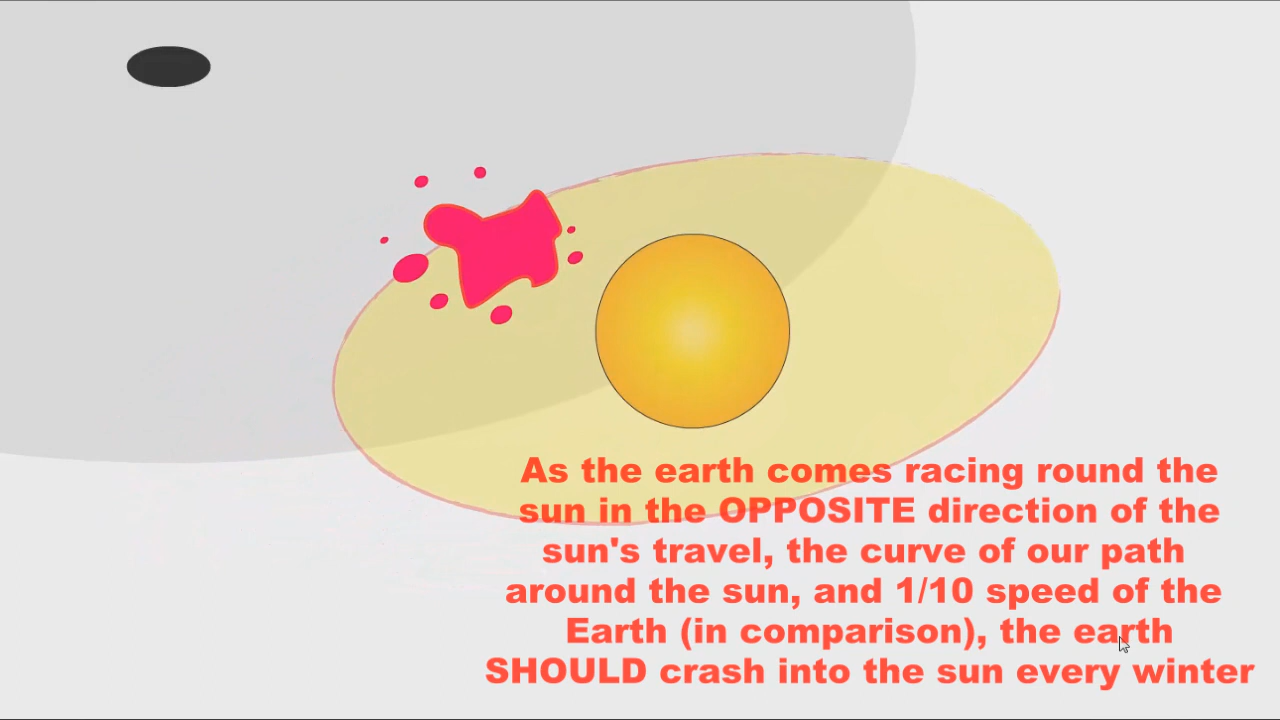 As the earth comes racing round the
sun in the OPPOSITE direction of the
sun's travel, the curve of our path
around the sun, and 1/10 speed of the
Earth (in comparison), the earth
SHOULD crash into the sun every winter